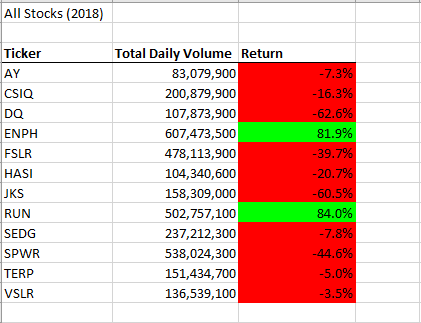 All Stocks (2018)
Ticker Total Daily Volume Return
AY 83,079,900 -7.3%
CSIQ 200,879,900 -16.3%
DQ 107,873,900 -62.6%
ENPH 607,473,500 81.9%
FSLR 478,113,900 -39.7%
HASI 104,340,600 -20.7%
JKS 158,309,000 -60.5%
RUN 502,757,100 84.0%
SEDG 237,212,300 -7.8%
SPWR 538,024,300 -44.6%
TERP 151,434,700 -5.0%
VSLR 136,539,100 -3.5%